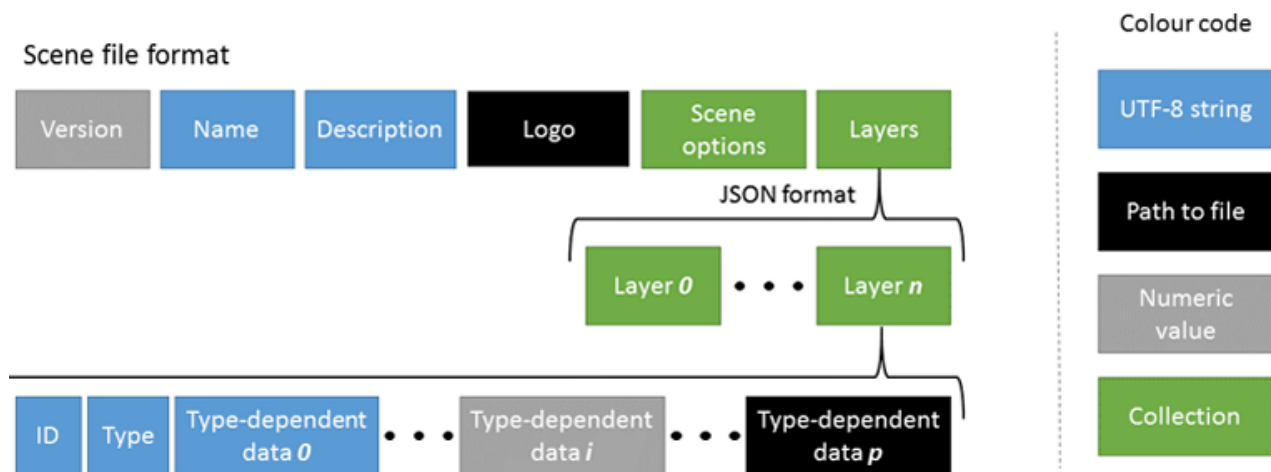 Colour code
Scene file format
Version
Name
Description
Logo
Scene
options
Layers
UTF-8 string
JSON format
Path to file
Layer 0
Layer n
Numeric
value
ID
Type
Type-dependent
data 0
Type-dependent
data i
Type-dependent
data p
Collection